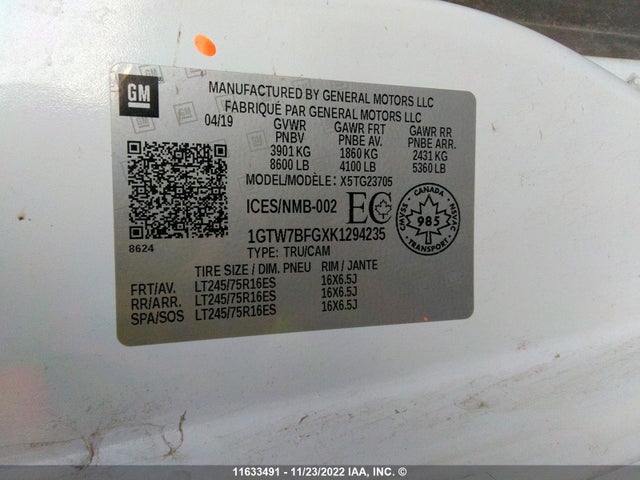 GM
MANUFACTURED BY GENERAL MOTORS LLC
FABRIQUÉ PAR GENERAL MOTORS LLC
04/19 GVWR GAWR FRT GAWR RR
PNBV PNBE AV. PNBE ARR.
3901 KG 1860 KG 2431 KG
8600 LB 4100 LB 5360 LB
MODEL/MODÈLE: X5TG23705
ICES/NMB-002 EC
CANADA
CMVSS 985 NSVAC
TRANSPORT
8624
1GTW7BFGXK1294235
TYPE: TRU/CAM
TIRE SIZE / DIM. PNEU RIM / JANTE
FRT/AV. LT245/75R16ES 16X6.5J
RR/ARR. LT245/75R16ES 16X6.5J
SPA/SOS LT245/75R16ES 16X6.5J
11633491 - 11/23/2022 IAA, INC. ©